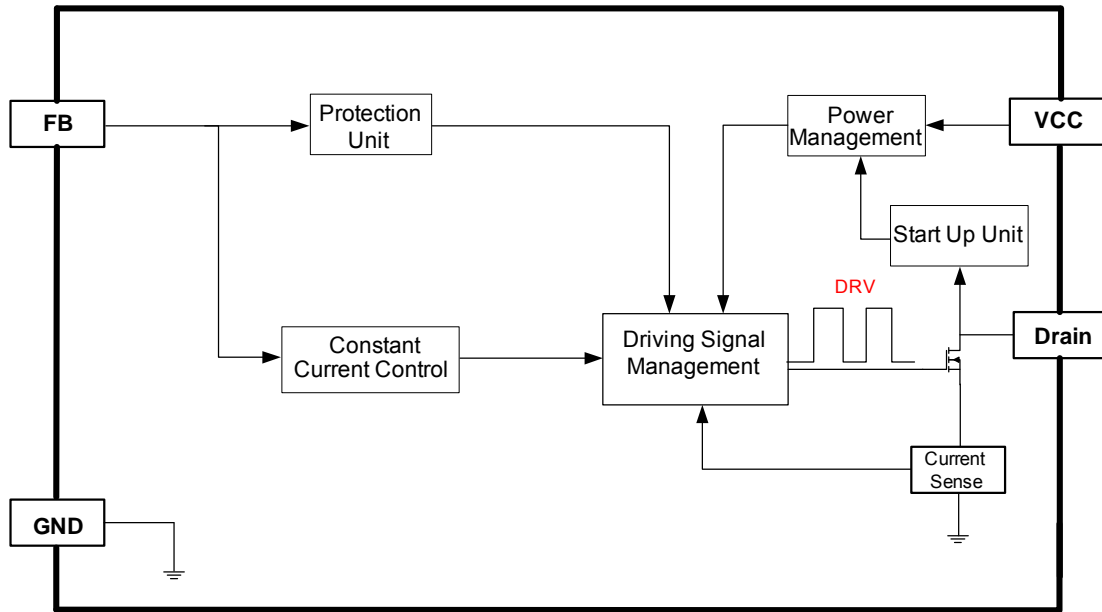 FB
Protection
Unit
Power
Management
VCC
Start Up Unit
DRV
Drain
Constant
Current Control
Driving Signal
Management
Current
Sense
GND